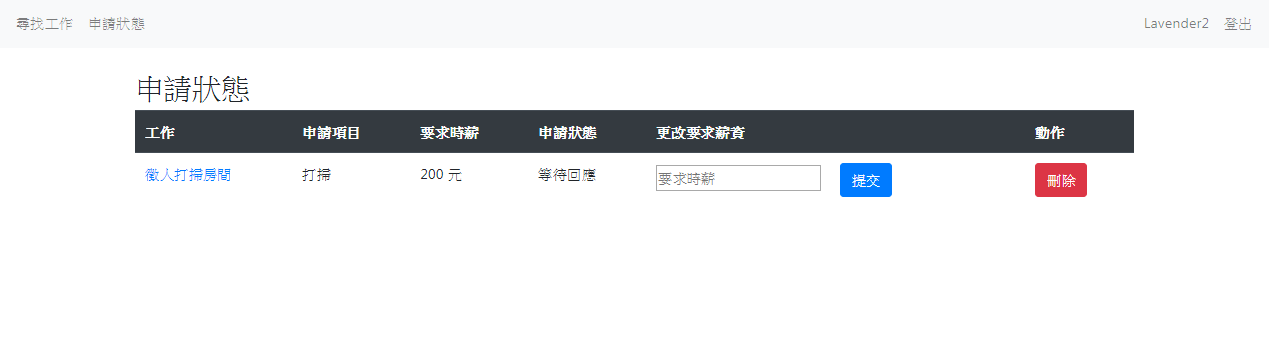 尋找工作 申請狀態 Lavender2 登出
申請狀態
工作 申請項目 要求時薪 申請狀態 更改要求薪資 動作
徵人打掃房間 打掃 200 元 等待回應 要求時薪 提交 刪除